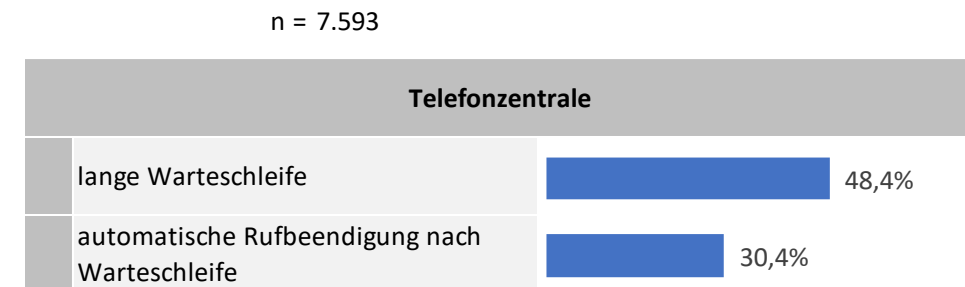 n = 7.593
Telefonzentrale
lange Warteschleife
48,4%
automatische Rufbeendigung nach
Warteschleife
30,4%